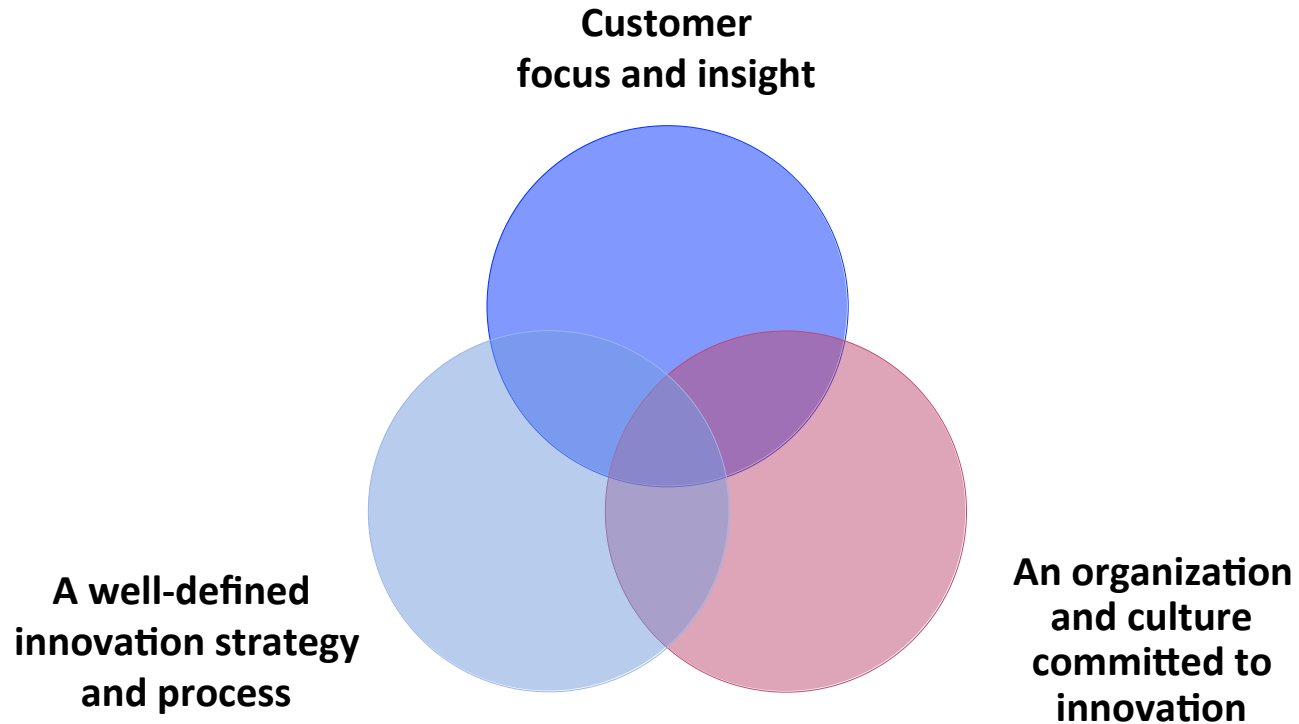 Customer
focus and insight
A well-defined
innovation strategy
and process
An organization
and culture
committed to
innovation